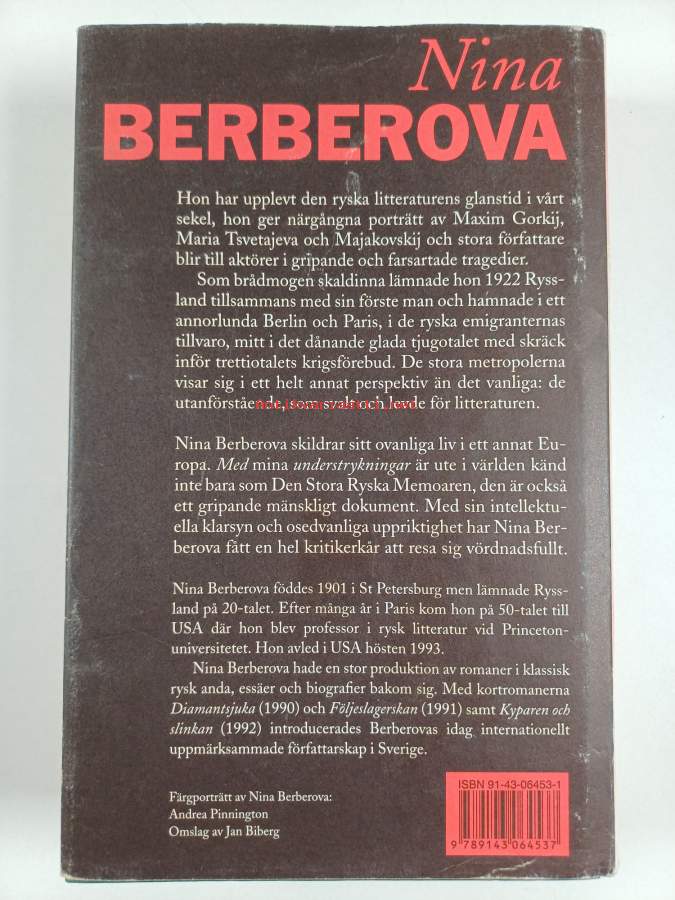 Nina
BERBEROVA
Hon har upplevt den ryska litteraturens glanstid i vårt
sekel, hon ger närgångna porträtt av Maxim Gorkij,
Maria Tsvetajeva och Majakovskij och stora författare
blir till aktörer i gripande och farsartade tragedier.
Som brådmogen skaldinna lämnade hon 1922 Ryss-
land tillsammans med sin förste man och hamnade i ett
annorlunda Berlin och Paris, i de ryska emigranternas
tillvaro, mitt i det dånande glada tjugotalet med skräck
inför trettiotalets krigsförebud. De stora metropolerna
visar sig i ett helt annat perspektiv än det vanliga: de
utanförstående, som svalt och levde för litteraturen.
Nina Berberova skildrar sitt ovanliga liv i ett annat Eu-
ropa. Med mina understrykningar är ute i världen känd
inte bara som Den Stora Ryska Memoaren, den är också
ett gripande mänskligt dokument. Med sin intellektu-
ella klarsyn och osedvanliga uppriktighet har Nina Ber-
berova fått en hel kritikerkår att resa sig vördnadsfullt.
Nina Berberova föddes 1901 i St Petersburg men lämnade Ryss-
land på 20-talet. Efter många år i Paris kom hon på 50-talet till
USA där hon blev professor i rysk litteratur vid Princeton-
universitetet. Hon avled i USA hösten 1993.
Nina Berberova hade en stor produktion av romaner i klassisk
rysk anda, essäer och biografier bakom sig. Med kortromanerna
Diamantsjuka (1990) och Följeslagerskan (1991) samt Kyparen och
slinkan (1992) introducerades Berberovas idag internationellt
uppmärksammade författarskap i Sverige.
Färgporträtt av Nina Berberova:
Andrea Pinnington
Omslag av Jan Biberg
ISBN 91-43-06453-1
9 789143 064537